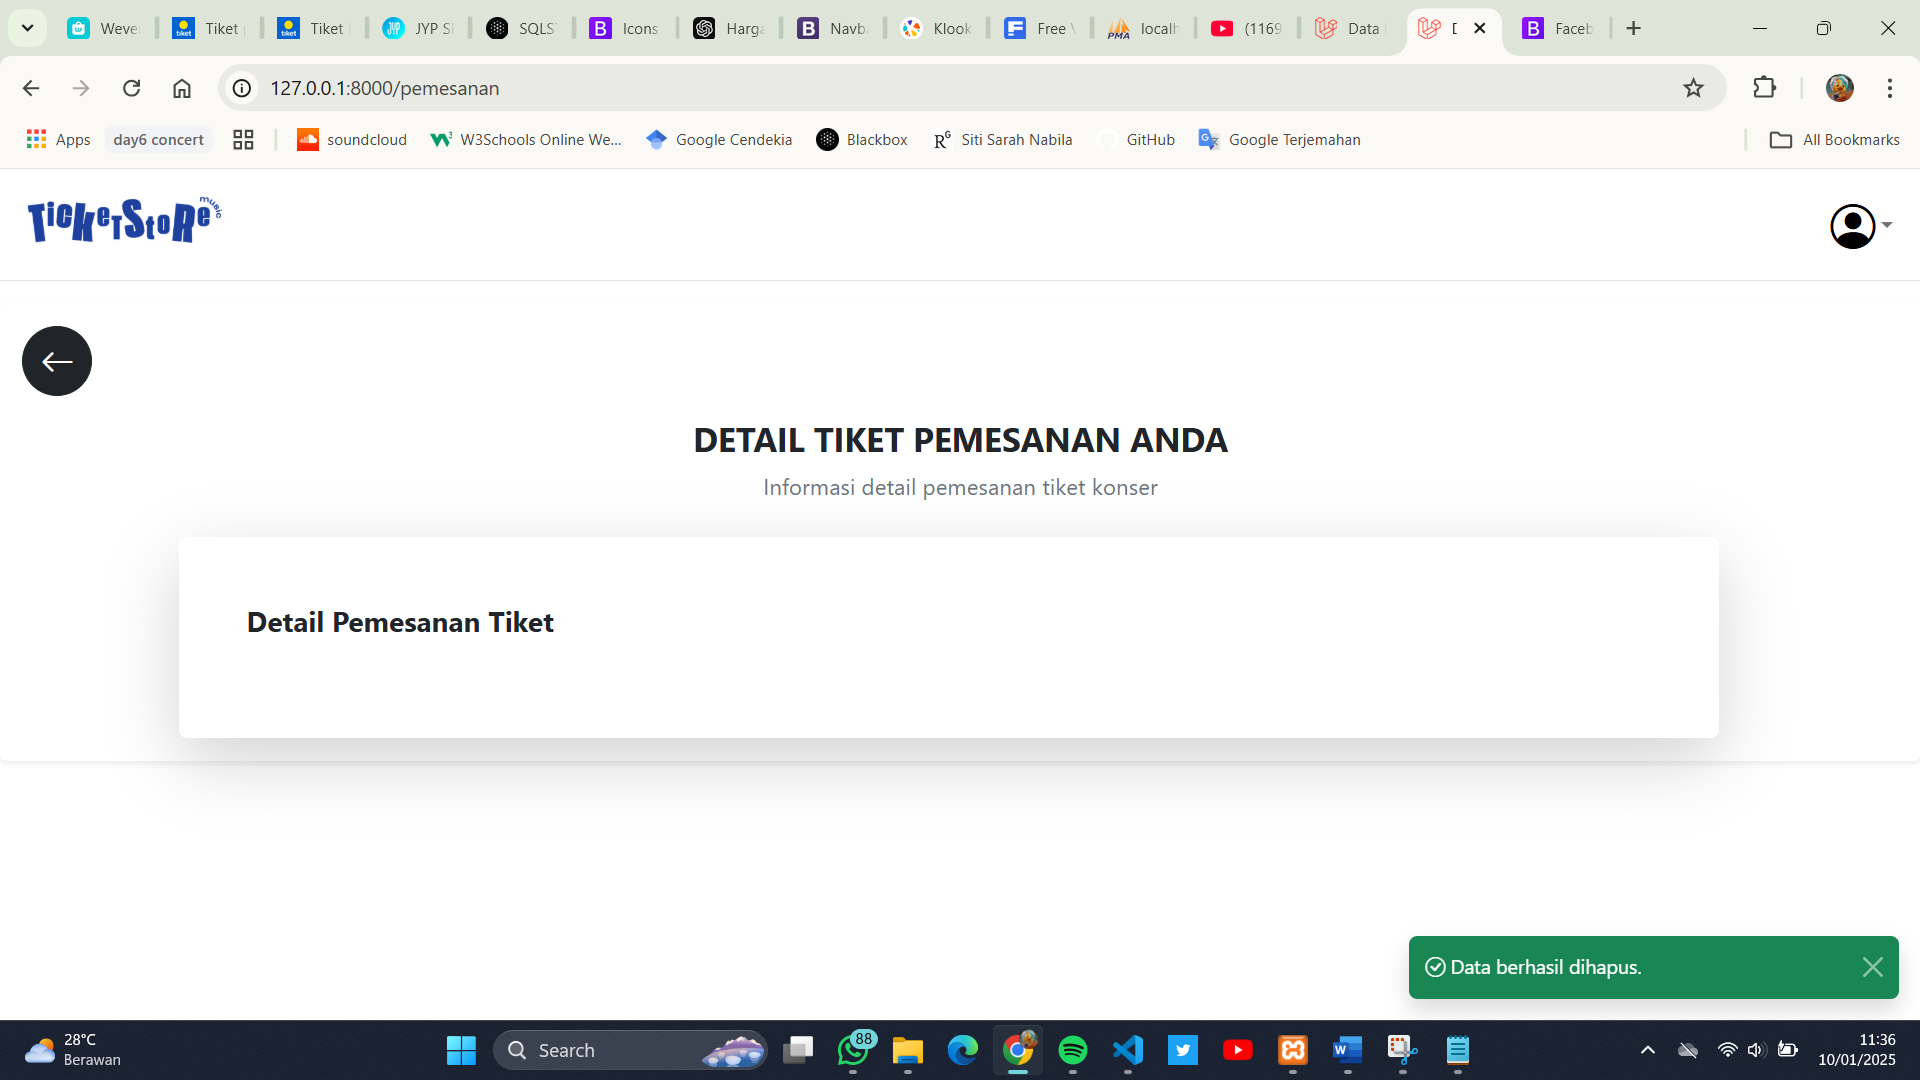 Weve
Tiket
Tiket
JYP S
SQLS
Icons
Harga
Navb
Klook
Free
localh
(1169
Data
Faceb
127.0.0.1:8000/pemesanan
Apps
day6 concert
soundcloud
W3Schools Online We...
Google Cendekia
Blackbox
Siti Sarah Nabila
GitHub
Google Terjemahan
All Bookmarks
TicketStoRe music
DETAIL TIKET PEMESANAN ANDA
Informasi detail pemesanan tiket konser
Detail Pemesanan Tiket
Data berhasil dihapus.
28°C
Berawan
Search
88
11:36
10/01/2025